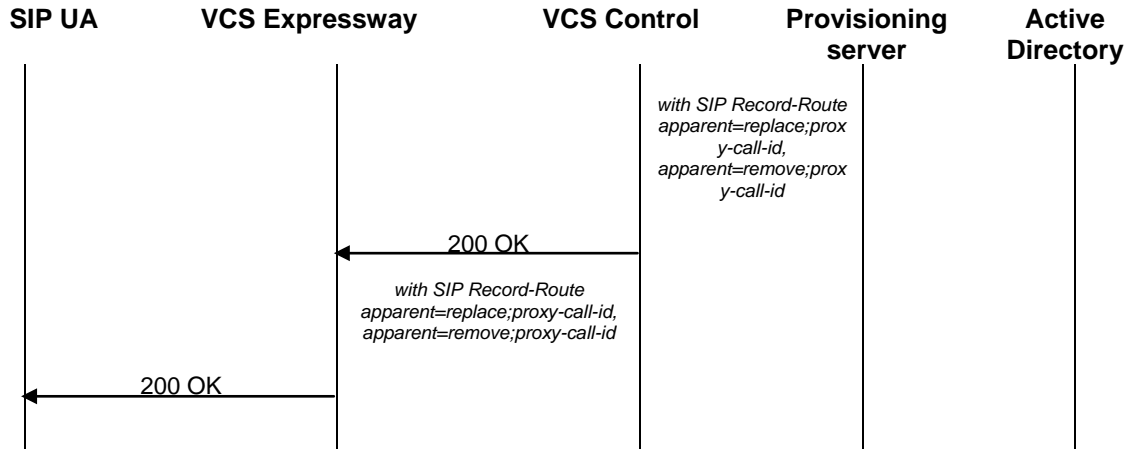 SIP UA
VCS Expressway
VCS Control
Provisioning
server
Active
Directory
with SIP Record-Route
apparent=replace;prox
y-call-id,
apparent=remove;prox
y-call-id
200 OK
with SIP Record-Route
apparent=replace;proxy-call-id,
apparent=remove;proxy-call-id
200 OK